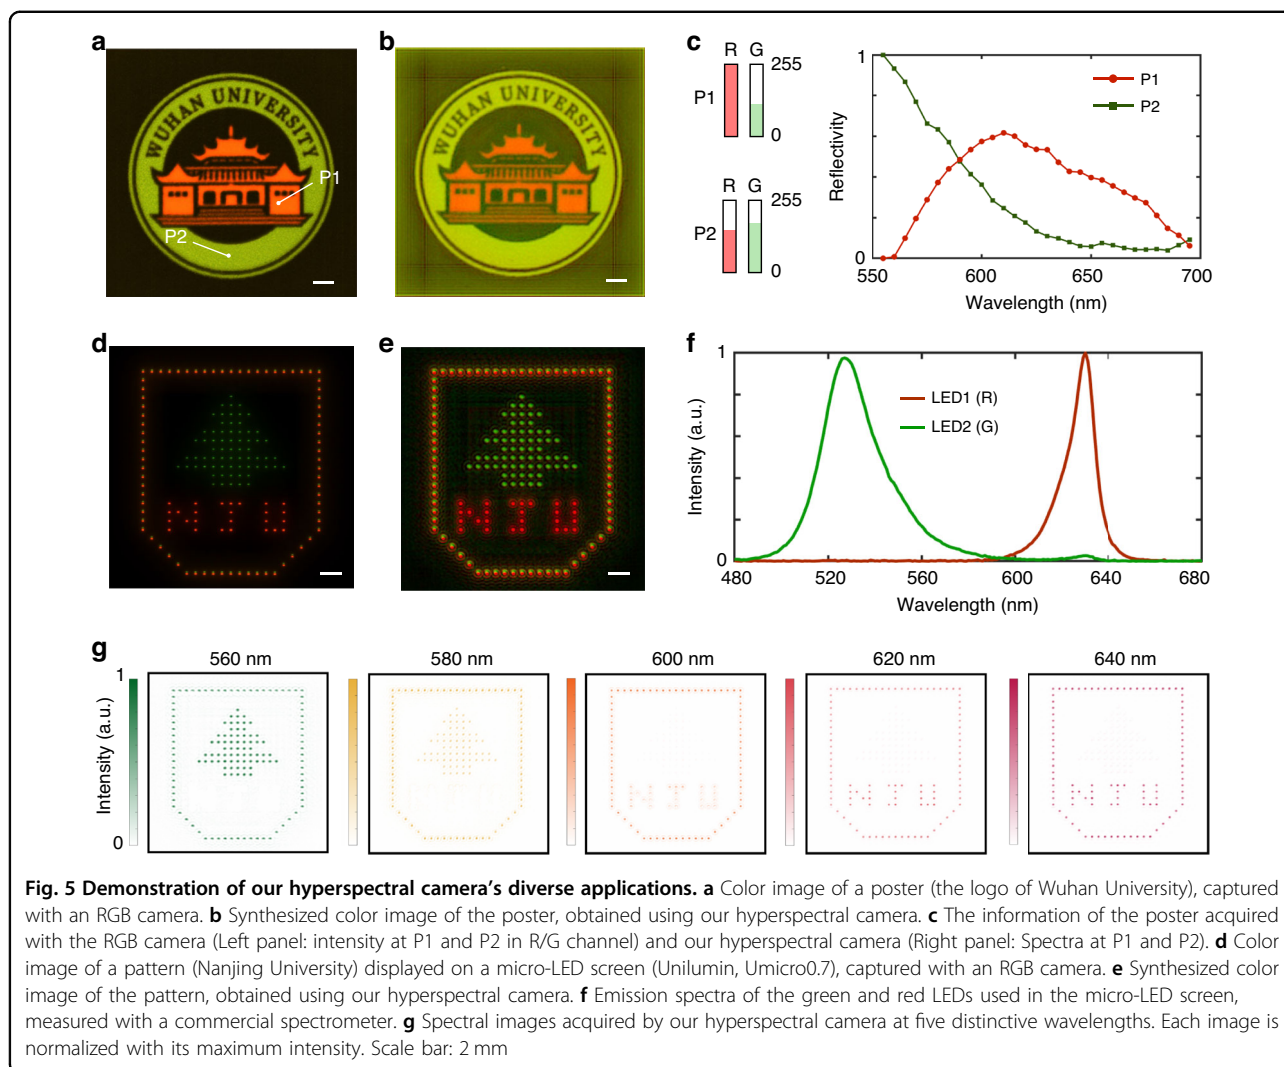 a
b
c
WUHAN UNIVERSITY
P1
P2
WUHAN UNIVERSITY
R G
255
P1
0
R G
255
P2
0
1
Reflectivity
0
550
600
650
700
Wavelength (nm)
P1
P2
d
e
f
NJU
NJU
1
Intensity (a.u.)
0
480
520
560
600
640
680
Wavelength (nm)
LED1 (R)
LED2 (G)
g
560 nm
580 nm
600 nm
620 nm
640 nm
1
Intensity (a.u.)
0
NJU
NJU
NJU
Fig. 5 Demonstration of our hyperspectral camera's diverse applications. a Color image of a poster (the logo of Wuhan University), captured
with an RGB camera. b Synthesized color image of the poster, obtained using our hyperspectral camera. c The information of the poster acquired
with the RGB camera (Left panel: intensity at P1 and P2 in R/G channel) and our hyperspectral camera (Right panel: Spectra at P1 and P2). d Color
image of a pattern (Nanjing University) displayed on a micro-LED screen (Unilumin, Umicro0.7), captured with an RGB camera. e Synthesized color
image of the pattern, obtained using our hyperspectral camera. f Emission spectra of the green and red LEDs used in the micro-LED screen,
measured with a commercial spectrometer. g Spectral images acquired by our hyperspectral camera at five distinctive wavelengths. Each image is
normalized with its maximum intensity. Scale bar: 2 mm